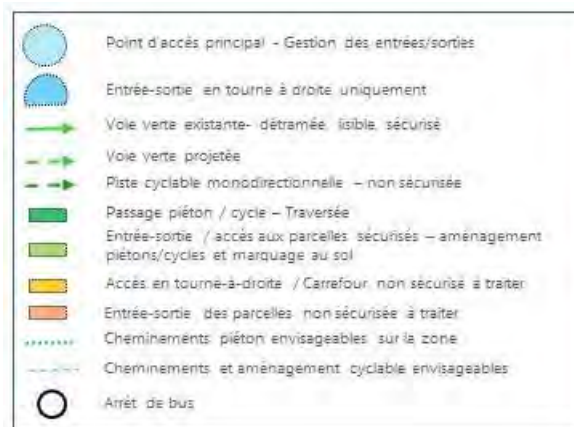 Point d'accès principal - Gestion des entrées/sorties
Entrée-sortie en tourne à droite uniquement
Voie verte existante- détramée, lisible, sécurisé
Voie verte projetée
Piste cyclable monodirectionnelle – non sécurisée
Passage piéton / cycle – Traversée
Entrée-sortie / accès aux parcelles sécurisés – aménagement
piétons/cycles et marquage au sol
Accès en tourne-à-droite / Carrefour non sécurisé à traiter
Entrée-sortie des parcelles non sécurisée à traiter
Cheminements piéton envisageables sur la zone
Cheminements et aménagement cyclable envisageables
Arrêt de bus